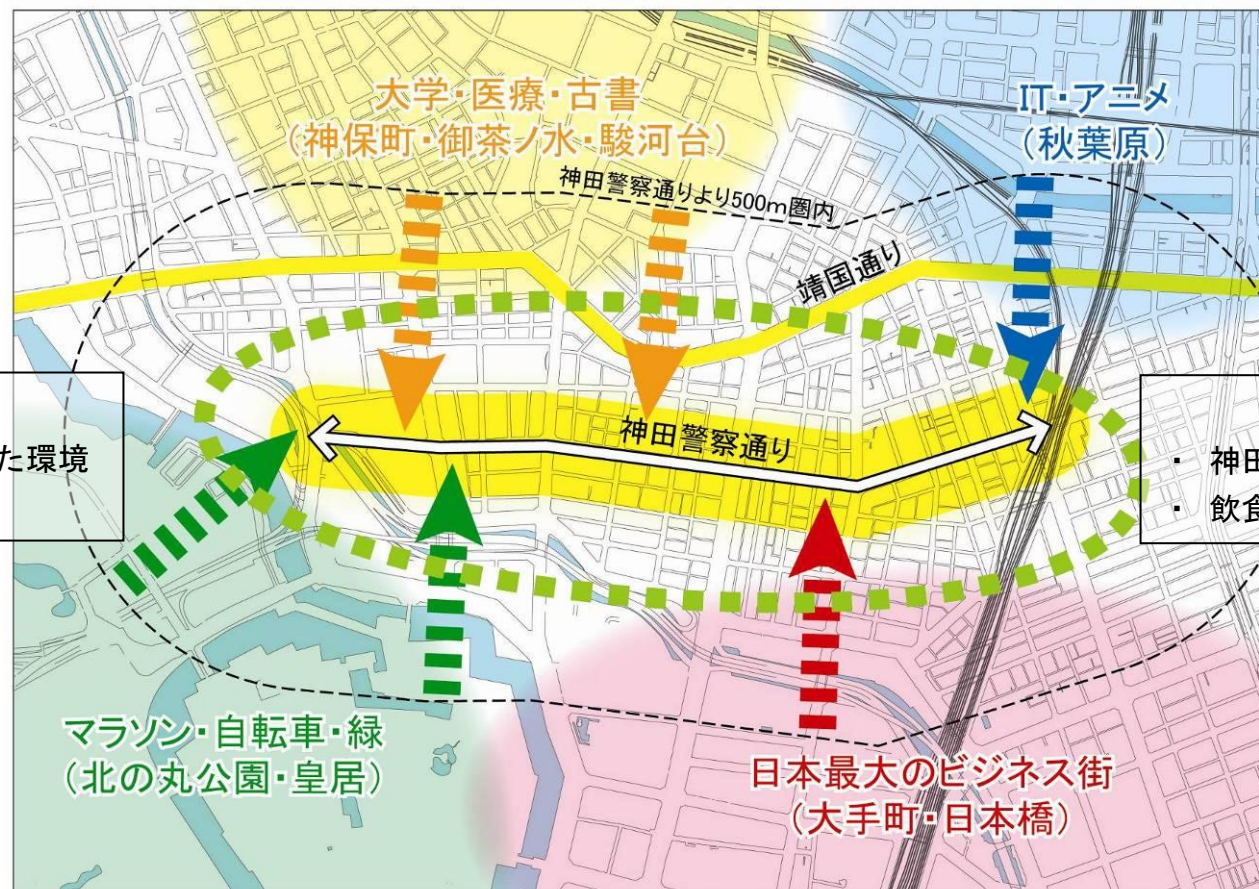 大学・医療・古書
（神保町・御茶ノ水・駿河台）
IT・アニメ
（秋葉原）
神田警察通りより500m圏内
靖国通り
た環境
神田警察通り
・ 神田
・ 飲食
マラソン・自転車・緑
（北の丸公園・皇居）
日本最大のビジネス街
（大手町・日本橋）